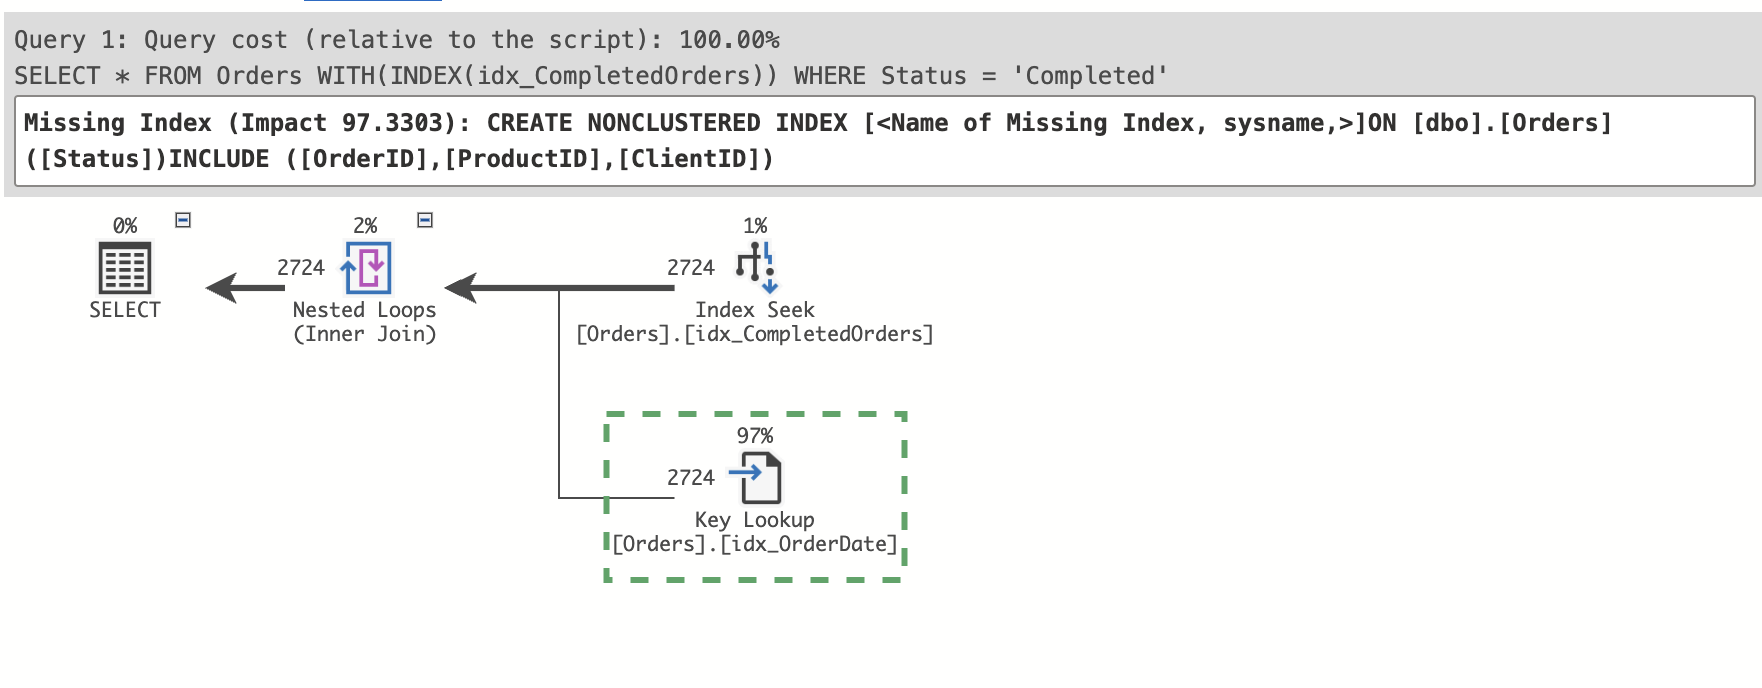 Query 1: Query cost (relative to the script): 100.00%
SELECT * FROM Orders WITH(INDEX(idx_CompletedOrders)) WHERE Status = 'Completed'
Missing Index (Impact 97.3303): CREATE NONCLUSTERED INDEX [<Name of Missing Index, sysname,>]ON [dbo].[Orders]
([Status])INCLUDE ([OrderID],[ProductID],[ClientID])
0%
SELECT
2%
2724
Nested Loops
(Inner Join)
1%
2724
Index Seek
[Orders].[idx_CompletedOrders]
97%
2724
Key Lookup
[Orders].[idx_OrderDate]